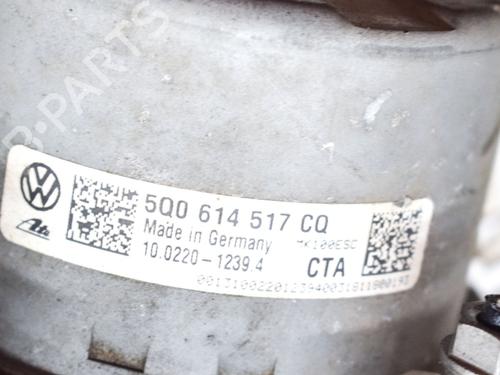 B-PARTS
5Q0 614 517 CQ
Made in Germany
MK100ESC
10.0220-1239.4
CTA